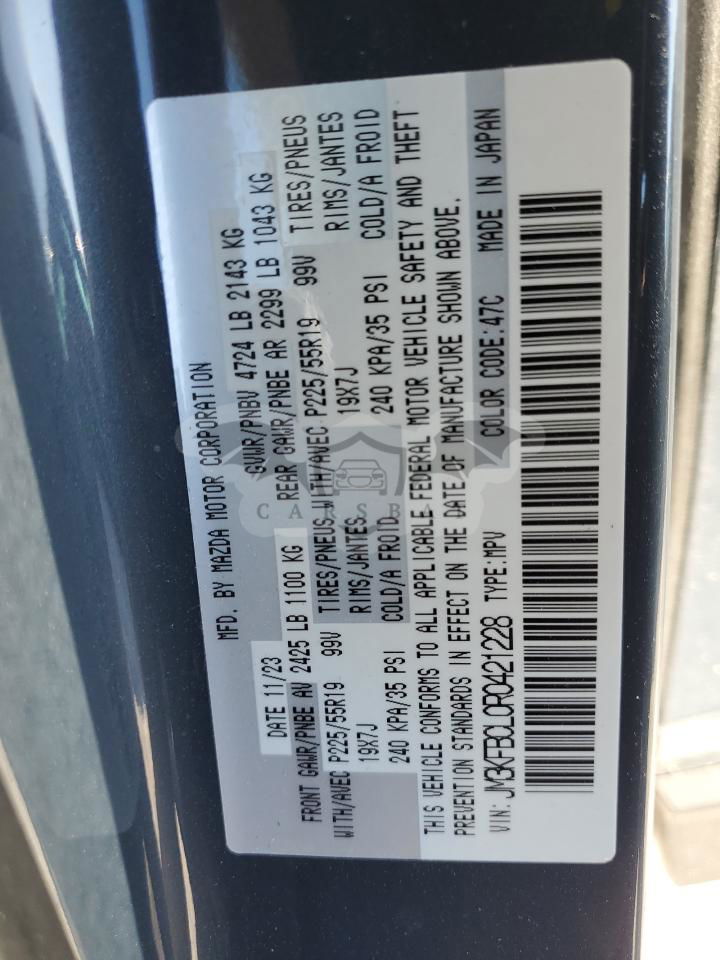 MFD. BY MAZDA MOTOR CORPORATION
DATE 11/23 GVWR/PNBV 4724 LB 2143 KG
FRONT GAWR/PNBE AV 2425 LB 1100 KG REAR GAWR/PNBE AR 2299 LB 1043 KG
WITH/AVEC P225/55R19 99V TIRES/PNEUS WITH/AVEC P225/55R19 99V TIRES/PNEUS
19X7J RIMS/JANTES 19X7J RIMS/JANTES
240 KPA/35 PSI COLD/A FROID 240 KPA/35 PSI COLD/A FROID
THIS VEHICLE CONFORMS TO ALL APPLICABLE FEDERAL MOTOR VEHICLE SAFETY AND THEFT
PREVENTION STANDARDS IN EFFECT ON THE DATE OF MANUFACTURE SHOWN ABOVE.
VIN: JM3KFBCL0R0421228 TYPE:MPV COLOR CODE:47C MADE IN JAPAN
CARSBA